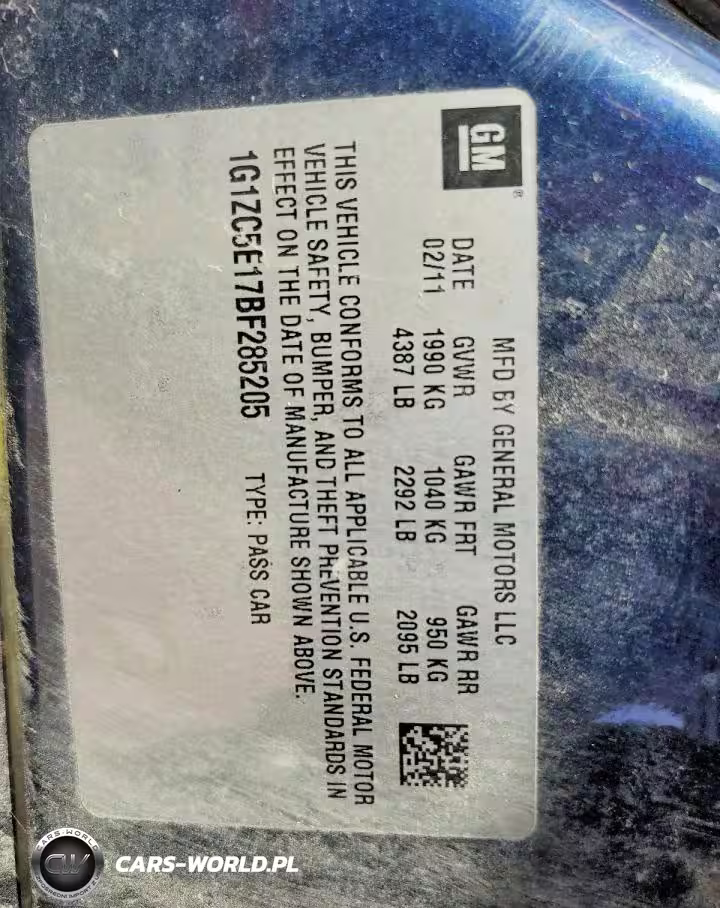 GM
®
MFD BY GENERAL MOTORS LLC
DATE GVWR GAWR FRT GAWR RR
02/11 1990 KG 1040 KG 950 KG
4387 LB 2292 LB 2095 LB
THIS VEHICLE CONFORMS TO ALL APPLICABLE U.S. FEDERAL MOTOR
VEHICLE SAFETY, BUMPER, AND THEFT PREVENTION STANDARDS IN
EFFECT ON THE DATE OF MANUFACTURE SHOWN ABOVE.
1G1ZC5E17BF285205 TYPE: PASS CAR
CARS-WORLD
CW
CARS-WORLD.PL